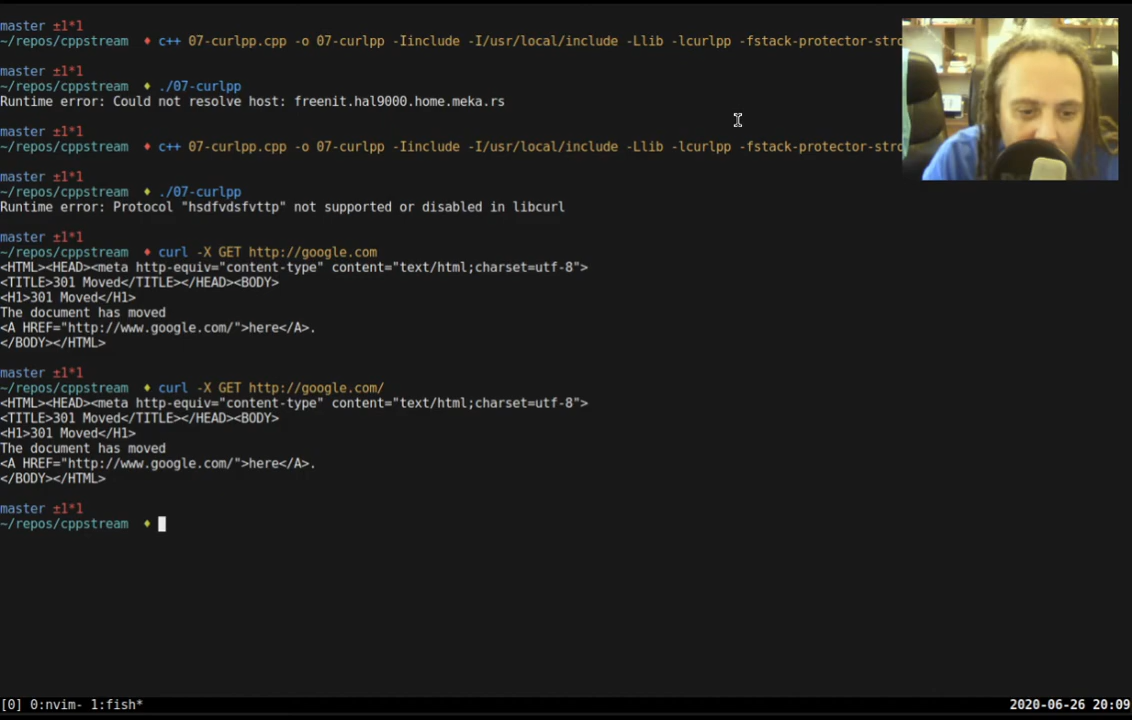 master ±1*1
~/repos/cppstream ♦ c++ 07-curlpp.cpp -o 07-curlpp -Iinclude -I/usr/local/include -Llib -lcurlpp -fstack-protector-stro
master ±1*1
~/repos/cppstream ♦ ./07-curlpp
Runtime error: Could not resolve host: freenit.hal9000.home.meka.rs
master ±1*1
~/repos/cppstream ♦ c++ 07-curlpp.cpp -o 07-curlpp -Iinclude -I/usr/local/include -Llib -lcurlpp -fstack-protector-stro
master ±1*1
~/repos/cppstream ♦ ./07-curlpp
Runtime error: Protocol "hsdfvdsfvttp" not supported or disabled in libcurl
master ±1*1
~/repos/cppstream ♦ curl -X GET http://google.com
<HTML><HEAD><meta http-equiv="content-type" content="text/html;charset=utf-8">
<TITLE>301 Moved</TITLE></HEAD><BODY>
<H1>301 Moved</H1>
The document has moved
<A HREF="http://www.google.com/">here</A>.
</BODY></HTML>
master ±1*1
~/repos/cppstream ♦ curl -X GET http://google.com/
<HTML><HEAD><meta http-equiv="content-type" content="text/html;charset=utf-8">
<TITLE>301 Moved</TITLE></HEAD><BODY>
<H1>301 Moved</H1>
The document has moved
<A HREF="http://www.google.com/">here</A>.
</BODY></HTML>
master ±1*1
~/repos/cppstream ♦
[0] 0:nvim- 1:fish* 2020-06-26 20:09